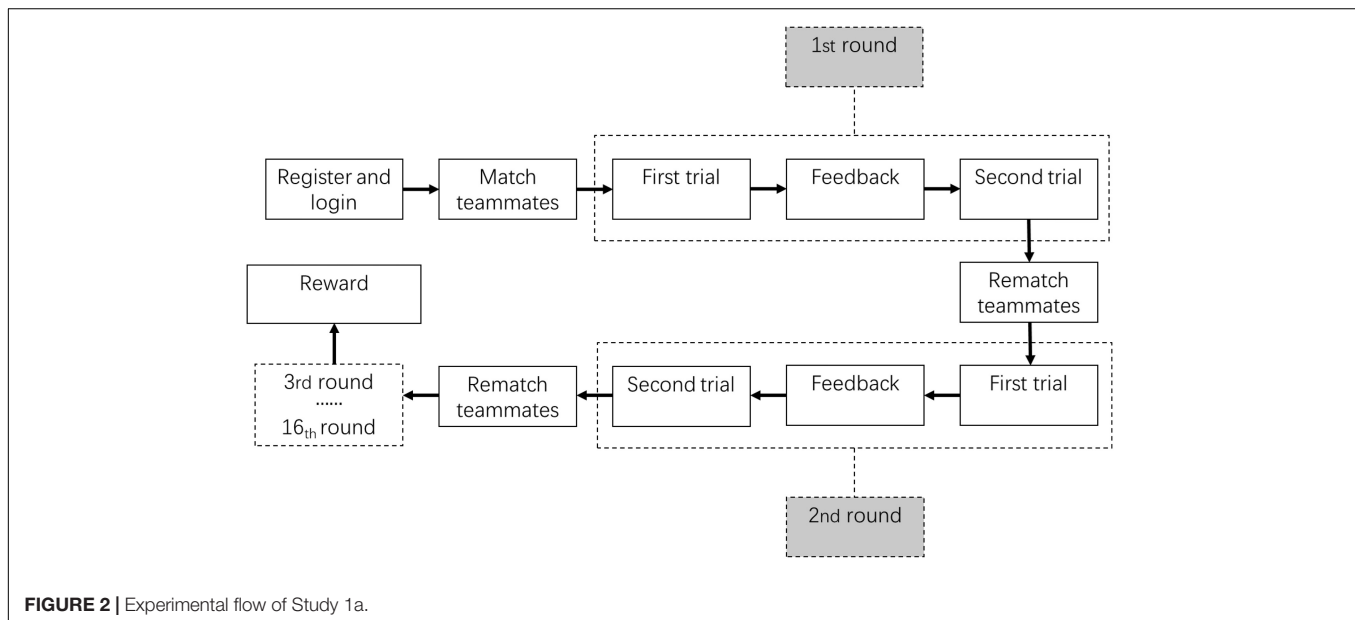 1st round
Register and
login
Match
teammates
First trial
Feedback
Second trial
Rematch
teammates
First trial
Feedback
Second trial
Rematch
teammates
3rd round
......
16th round
Reward
2nd round
FIGURE 2 | Experimental flow of Study 1a.